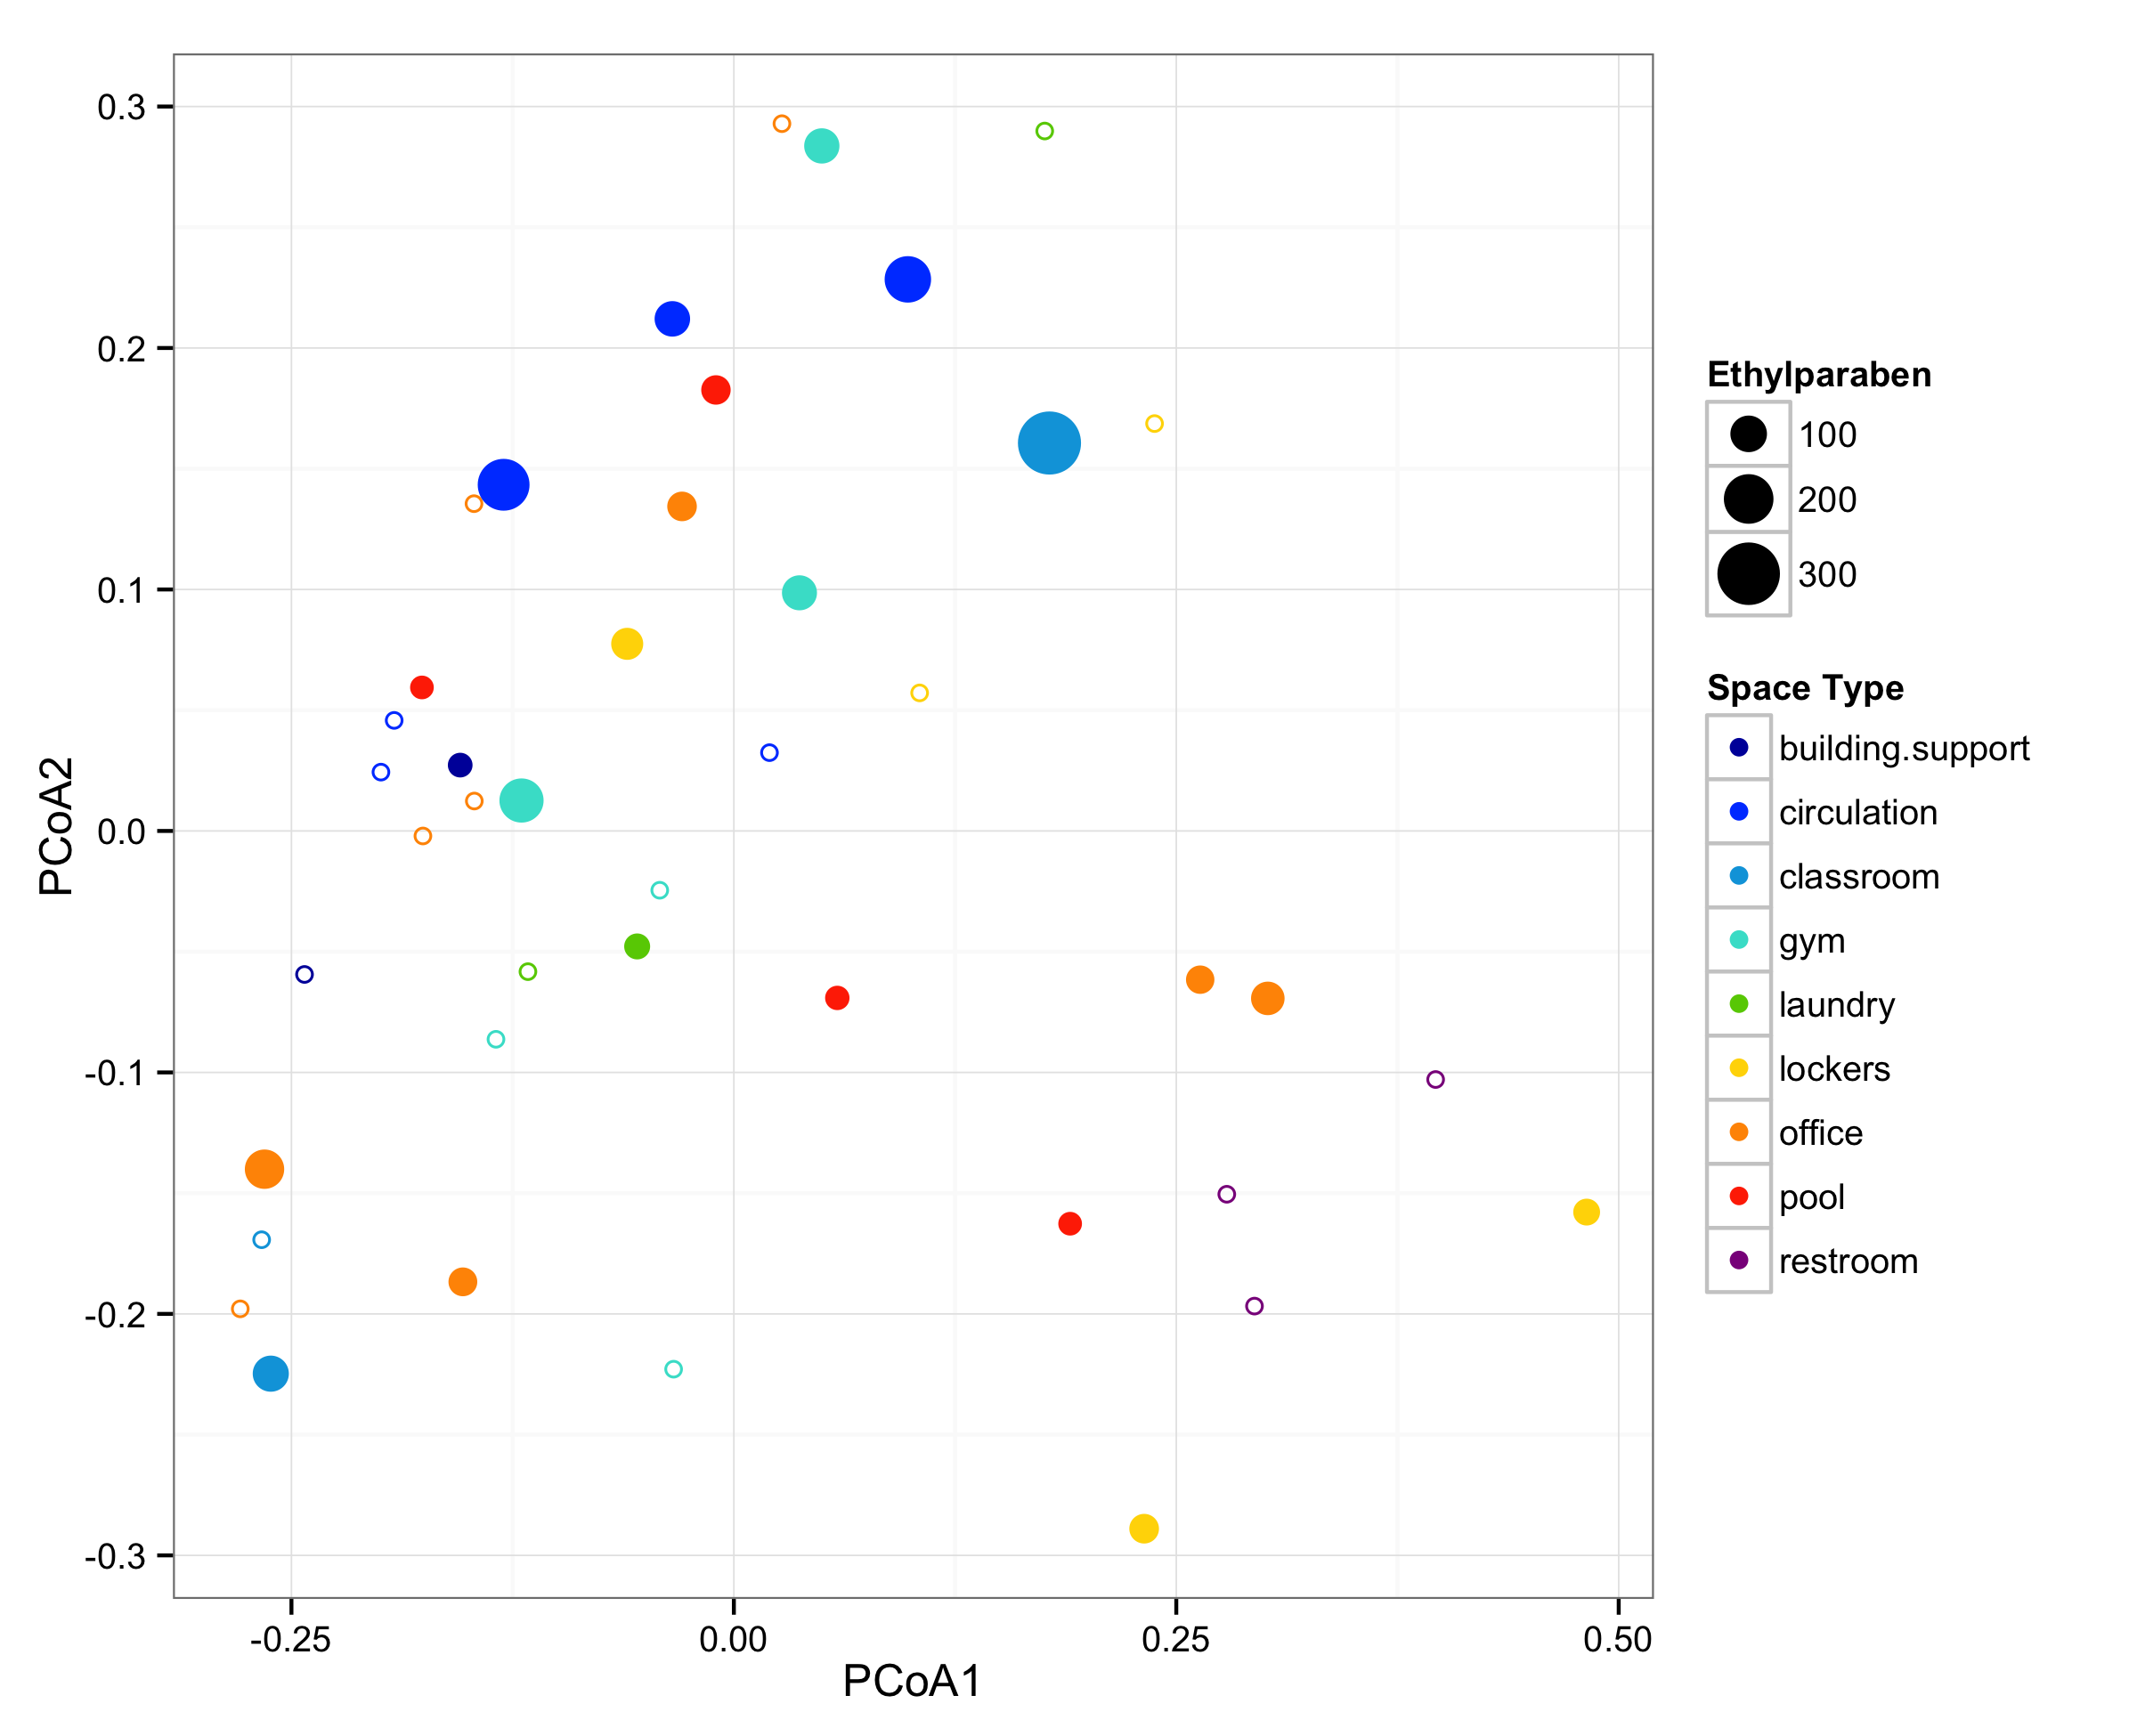 0.3
0.2
0.1
0.0
-0.1
-0.2
-0.3
PCoA2
-0.25
0.00
0.25
0.50
PCoA1
Ethylparaben
100
200
300
Space Type
building.support
circulation
classroom
gym
laundry
lockers
office
pool
restroom